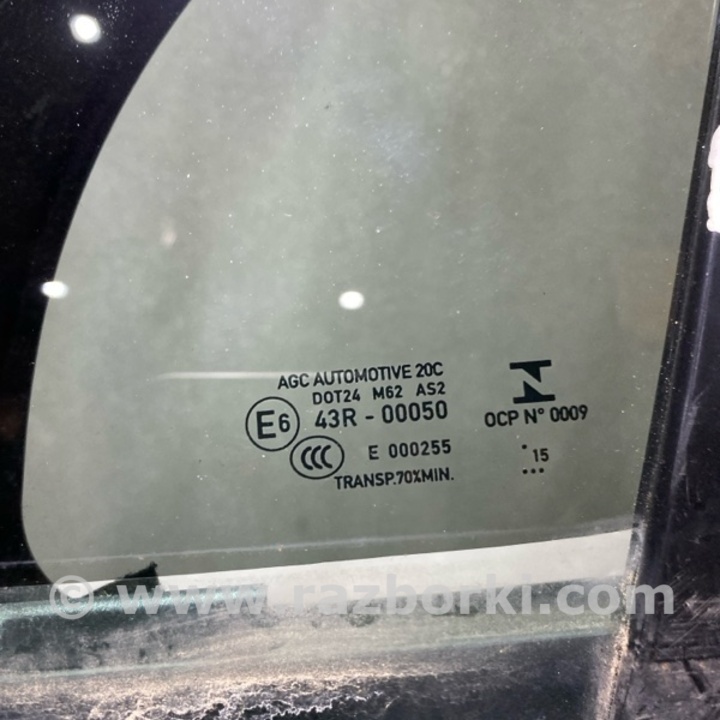 AGC AUTOMOTIVE 20C
DOT24 M62 AS2
E6 43R - 00050
CCC E 000255
TRANSP.70%MIN.
N
OCP N° 0009
15
© www.razborki.com